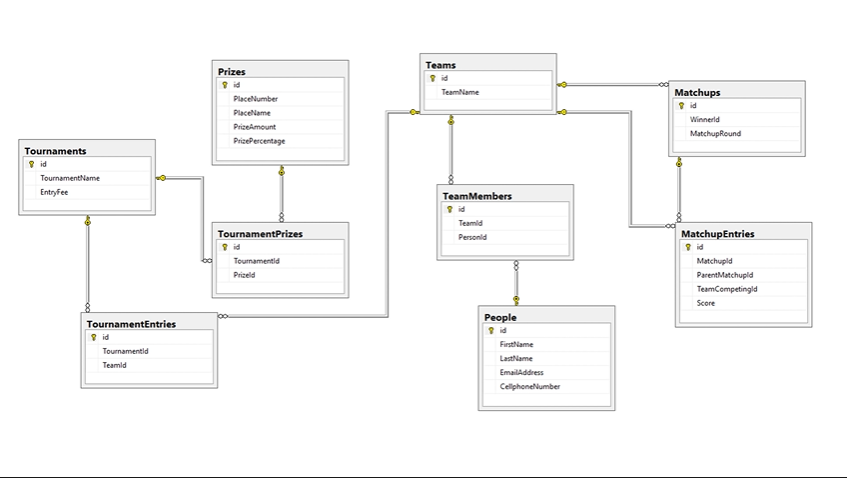 Tournaments
id
TournamentName
EntryFee
Prizes
id
PlaceNumber
PlaceName
PrizeAmount
PrizePercentage
TournamentPrizes
id
TournamentId
PrizeId
TournamentEntries
id
TournamentId
TeamId
Teams
id
TeamName
TeamMembers
id
TeamId
PersonId
People
id
FirstName
LastName
EmailAddress
CellphoneNumber
Matchups
id
WinnerId
MatchupRound
MatchupEntries
id
MatchupId
ParentMatchupId
TeamCompetingId
Score